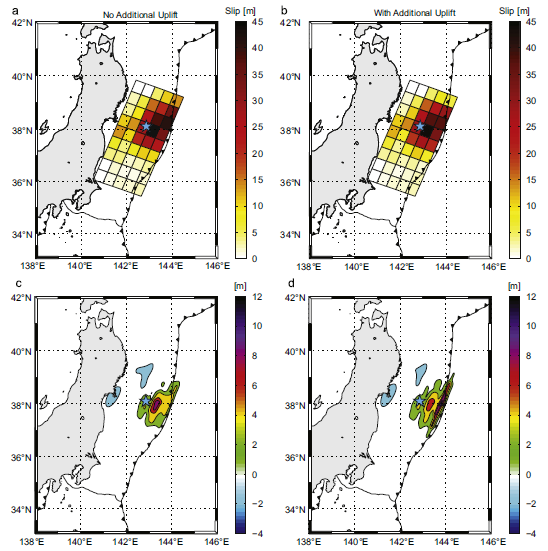 a
No Additional Uplift
Slip [m]
b
With Additional Uplift
Slip [m]
42°N
40°N
38°N
36°N
34°N
138°E
140°E
142°E
144°E
146°E
45
40
35
30
25
20
15
10
5
0
42°N
40°N
38°N
36°N
34°N
138°E
140°E
142°E
144°E
146°E
45
40
35
30
25
20
15
10
5
0
c
[m]
d
[m]
42°N
40°N
38°N
36°N
34°N
138°E
140°E
142°E
144°E
146°E
12
10
8
6
4
2
0
−2
−4
42°N
40°N
38°N
36°N
34°N
138°E
140°E
142°E
144°E
146°E
12
10
8
6
4
2
0
−2
−4